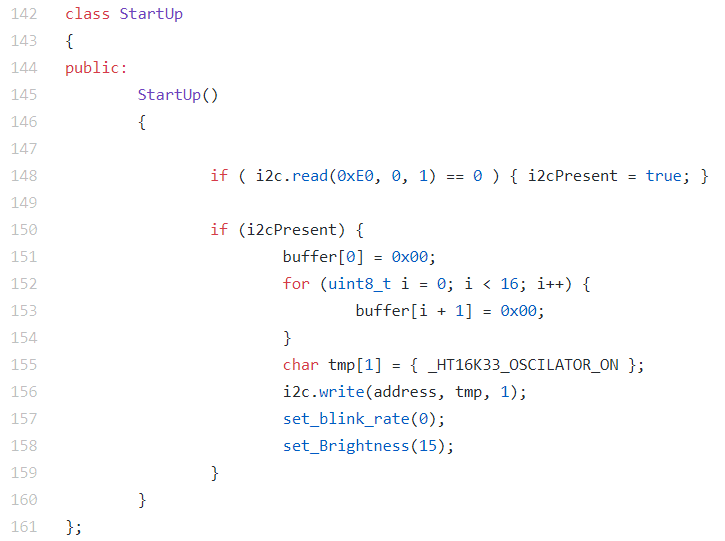 142 class StartUp
143 {
144 public:
145 StartUp()
146 {
147
148 if ( i2c.read(0xE0, 0, 1) == 0 ) { i2cPresent = true; }
149
150 if (i2cPresent) {
151 buffer[0] = 0x00;
152 for (uint8_t i = 0; i < 16; i++) {
153 buffer[i + 1] = 0x00;
154 }
155 char tmp[1] = { _HT16K33_OSCILATOR_ON };
156 i2c.write(address, tmp, 1);
157 set_blink_rate(0);
158 set_Brightness(15);
159 }
160 }
161 };